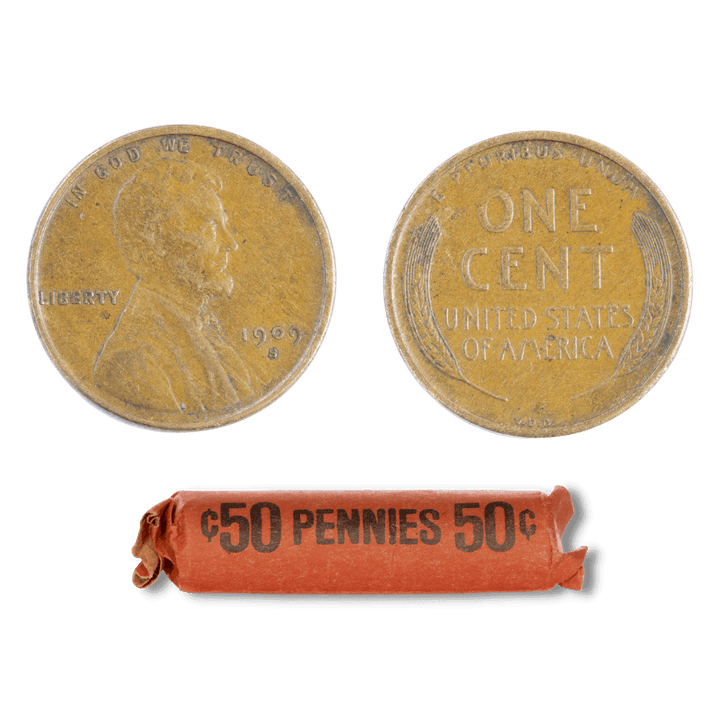 IN GOD WE TRUST
LIBERTY
1909
S
E·PLURIBUS·UNUM
ONE
CENT
UNITED STATES
OF AMERICA
V.D.B.
¢50 PENNIES 50¢